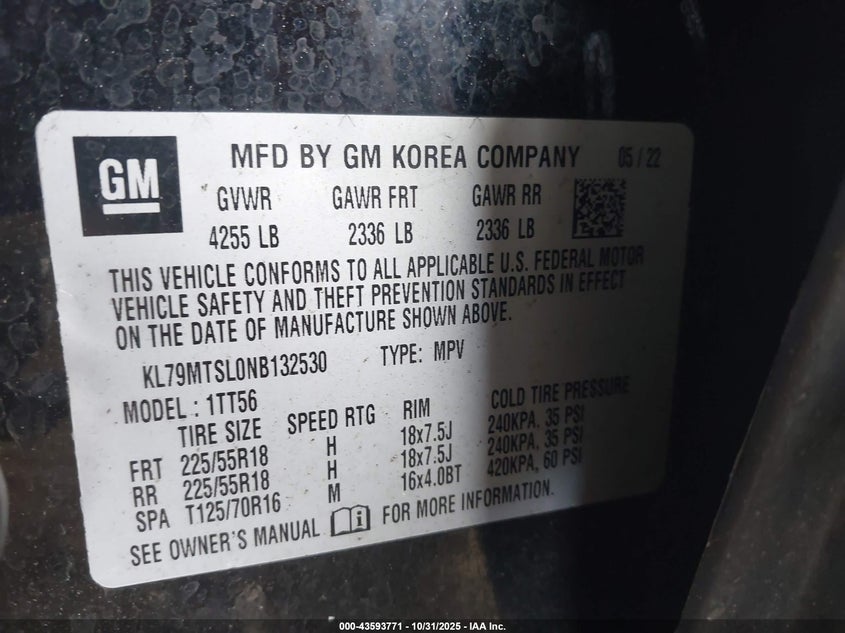 GM
MFD BY GM KOREA COMPANY 05 / 22
GVWR GAWR FRT GAWR RR
4255 LB 2336 LB 2336 LB
THIS VEHICLE CONFORMS TO ALL APPLICABLE U.S. FEDERAL MOTOR
VEHICLE SAFETY AND THEFT PREVENTION STANDARDS IN EFFECT
ON THE DATE OF MANUFACTURE SHOWN ABOVE.
KL79MTSL0NB132530 TYPE: MPV
MODEL : 1TT56
TIRE SIZE SPEED RTG RIM COLD TIRE PRESSURE
FRT 225/55R18 H 18x7.5J 240KPA, 35 PSI
RR 225/55R18 H 18x7.5J 240KPA, 35 PSI
SPA T125/70R16 M 16x4.0BT 420KPA, 60 PSI
SEE OWNER'S MANUAL i FOR MORE INFORMATION.
000-43593771 - 10/31/2025 - IAA Inc.